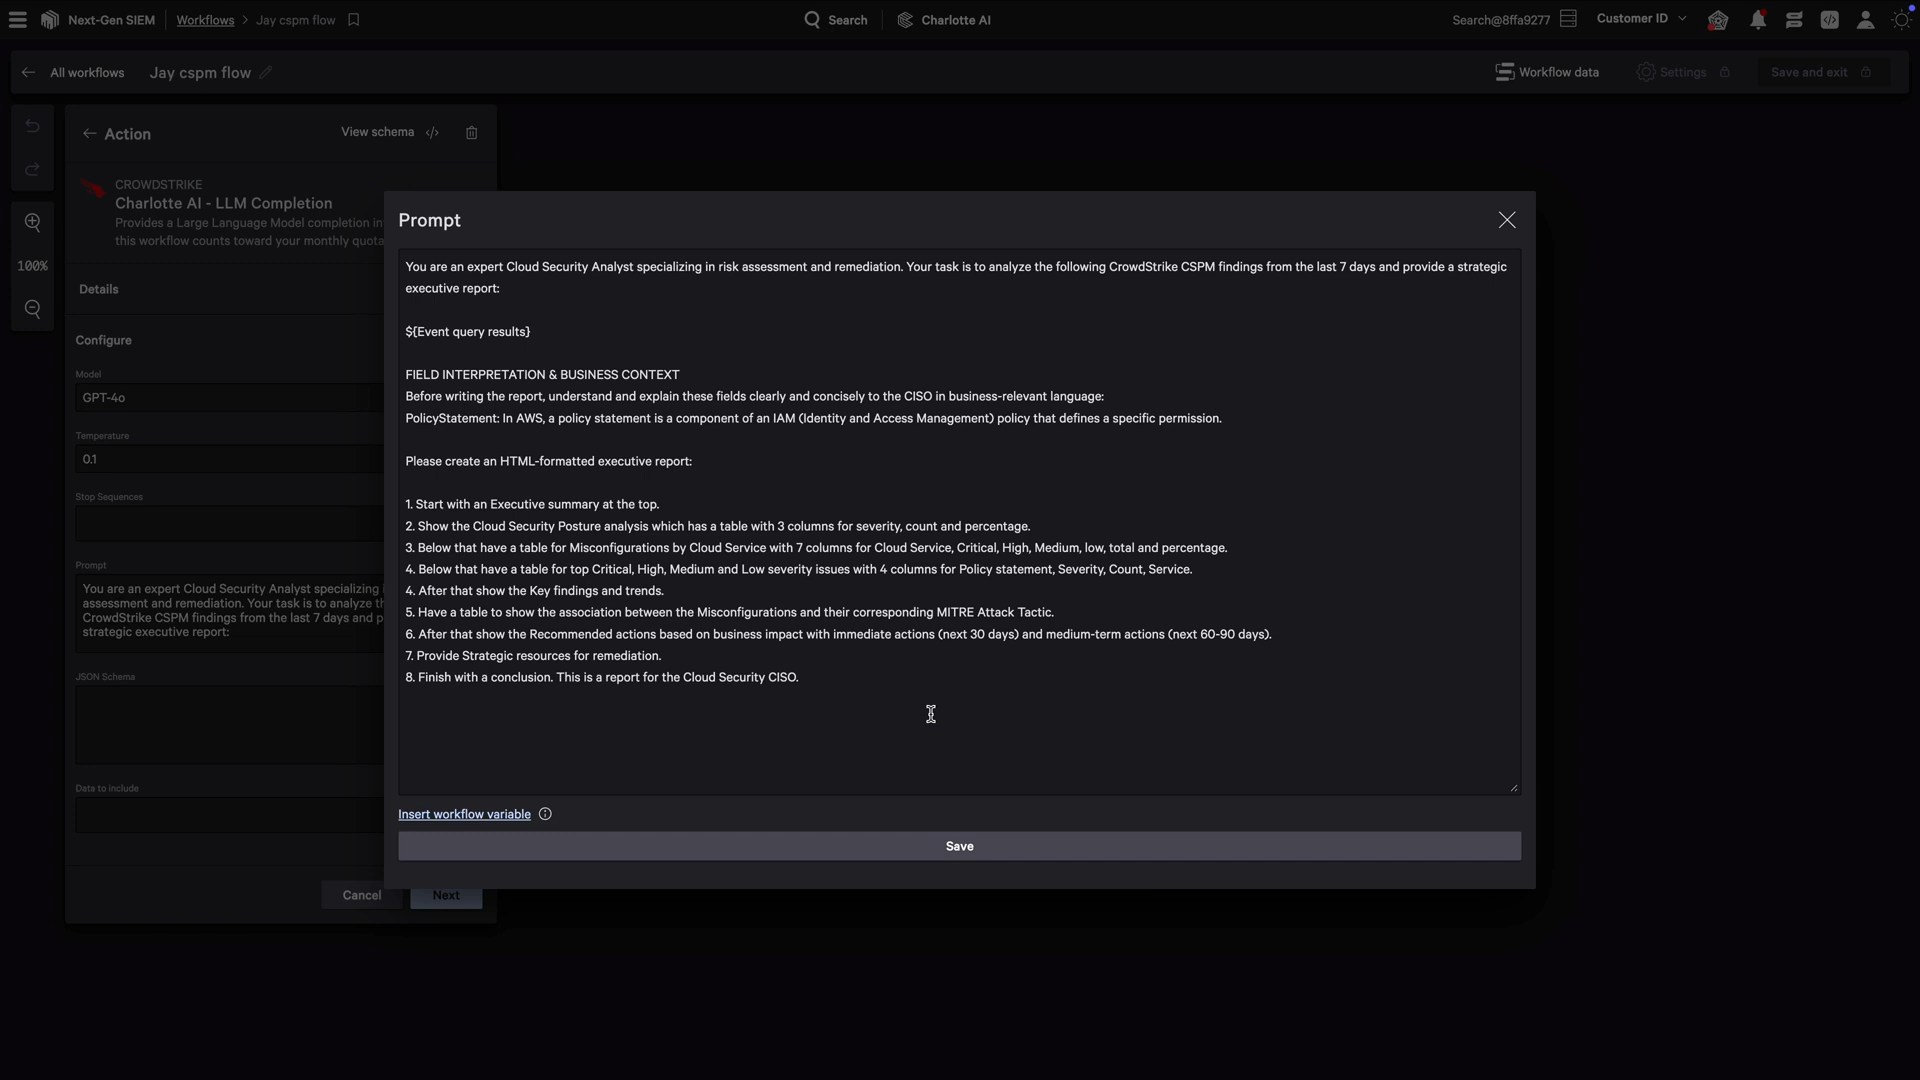 Next-Gen SIEM
Workflows > Jay cspm flow
Search
Charlotte AI
Search@8ffa9277
Customer ID
All workflows
Jay cspm flow
Workflow data
Settings
Save and exit
Action
View schema
CROWDSTRIKE
Charlotte AI - LLM Completion
Provides a Large Language Model completion in
this workflow counts toward your monthly quota
100%
Details
Configure
Model
GPT-4o
Temperature
0.1
Stop Sequences
Prompt
You are an expert Cloud Security Analyst specializing
assessment and remediation. Your task is to analyze th
CrowdStrike CSPM findings from the last 7 days and p
strategic executive report:
JSON Schema
Data to include
Cancel
Next
Prompt
You are an expert Cloud Security Analyst specializing in risk assessment and remediation. Your task is to analyze the following CrowdStrike CSPM findings from the last 7 days and provide a strategic
executive report:
${Event query results}
FIELD INTERPRETATION & BUSINESS CONTEXT
Before writing the report, understand and explain these fields clearly and concisely to the CISO in business-relevant language:
PolicyStatement: In AWS, a policy statement is a component of an IAM (Identity and Access Management) policy that defines a specific permission.
Please create an HTML-formatted executive report:
1. Start with an Executive summary at the top.
2. Show the Cloud Security Posture analysis which has a table with 3 columns for severity, count and percentage.
3. Below that have a table for Misconfigurations by Cloud Service with 7 columns for Cloud Service, Critical, High, Medium, low, total and percentage.
4. Below that have a table for top Critical, High, Medium and Low severity issues with 4 columns for Policy statement, Severity, Count, Service.
4. After that show the Key findings and trends.
5. Have a table to show the association between the Misconfigurations and their corresponding MITRE Attack Tactic.
6. After that show the Recommended actions based on business impact with immediate actions (next 30 days) and medium-term actions (next 60-90 days).
7. Provide Strategic resources for remediation.
8. Finish with a conclusion. This is a report for the Cloud Security CISO.
Insert workflow variable
Save